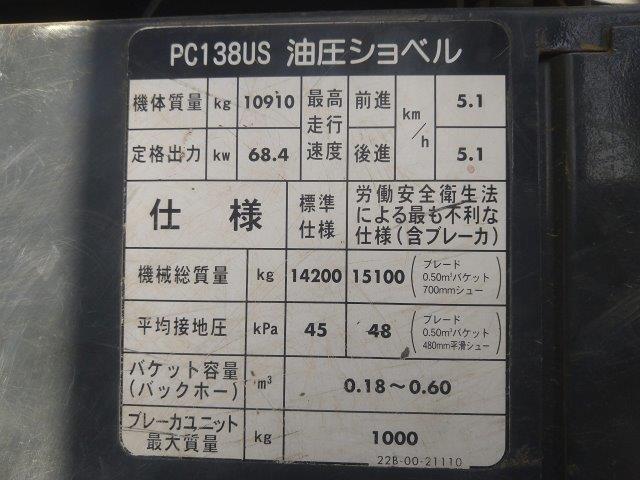 PC138US 油圧ショベル
機体質量 kg 10910 最高走行速度 前進 km/h 5.1
定格出力 kw 68.4 後進 5.1
仕様 標準仕様 労働安全衛生法による最も不利な仕様(含ブレーカ)
機械総質量 kg 14200 15100 (ブレード 0.50m³バケット 700mmシュー)
平均接地圧 kPa 45 48 (ブレード 0.50m³バケット 480mm平滑シュー)
バケット容量(バックホー) m³ 0.18〜0.60
ブレーカユニット最大質量 kg 1000
22B-00-21110